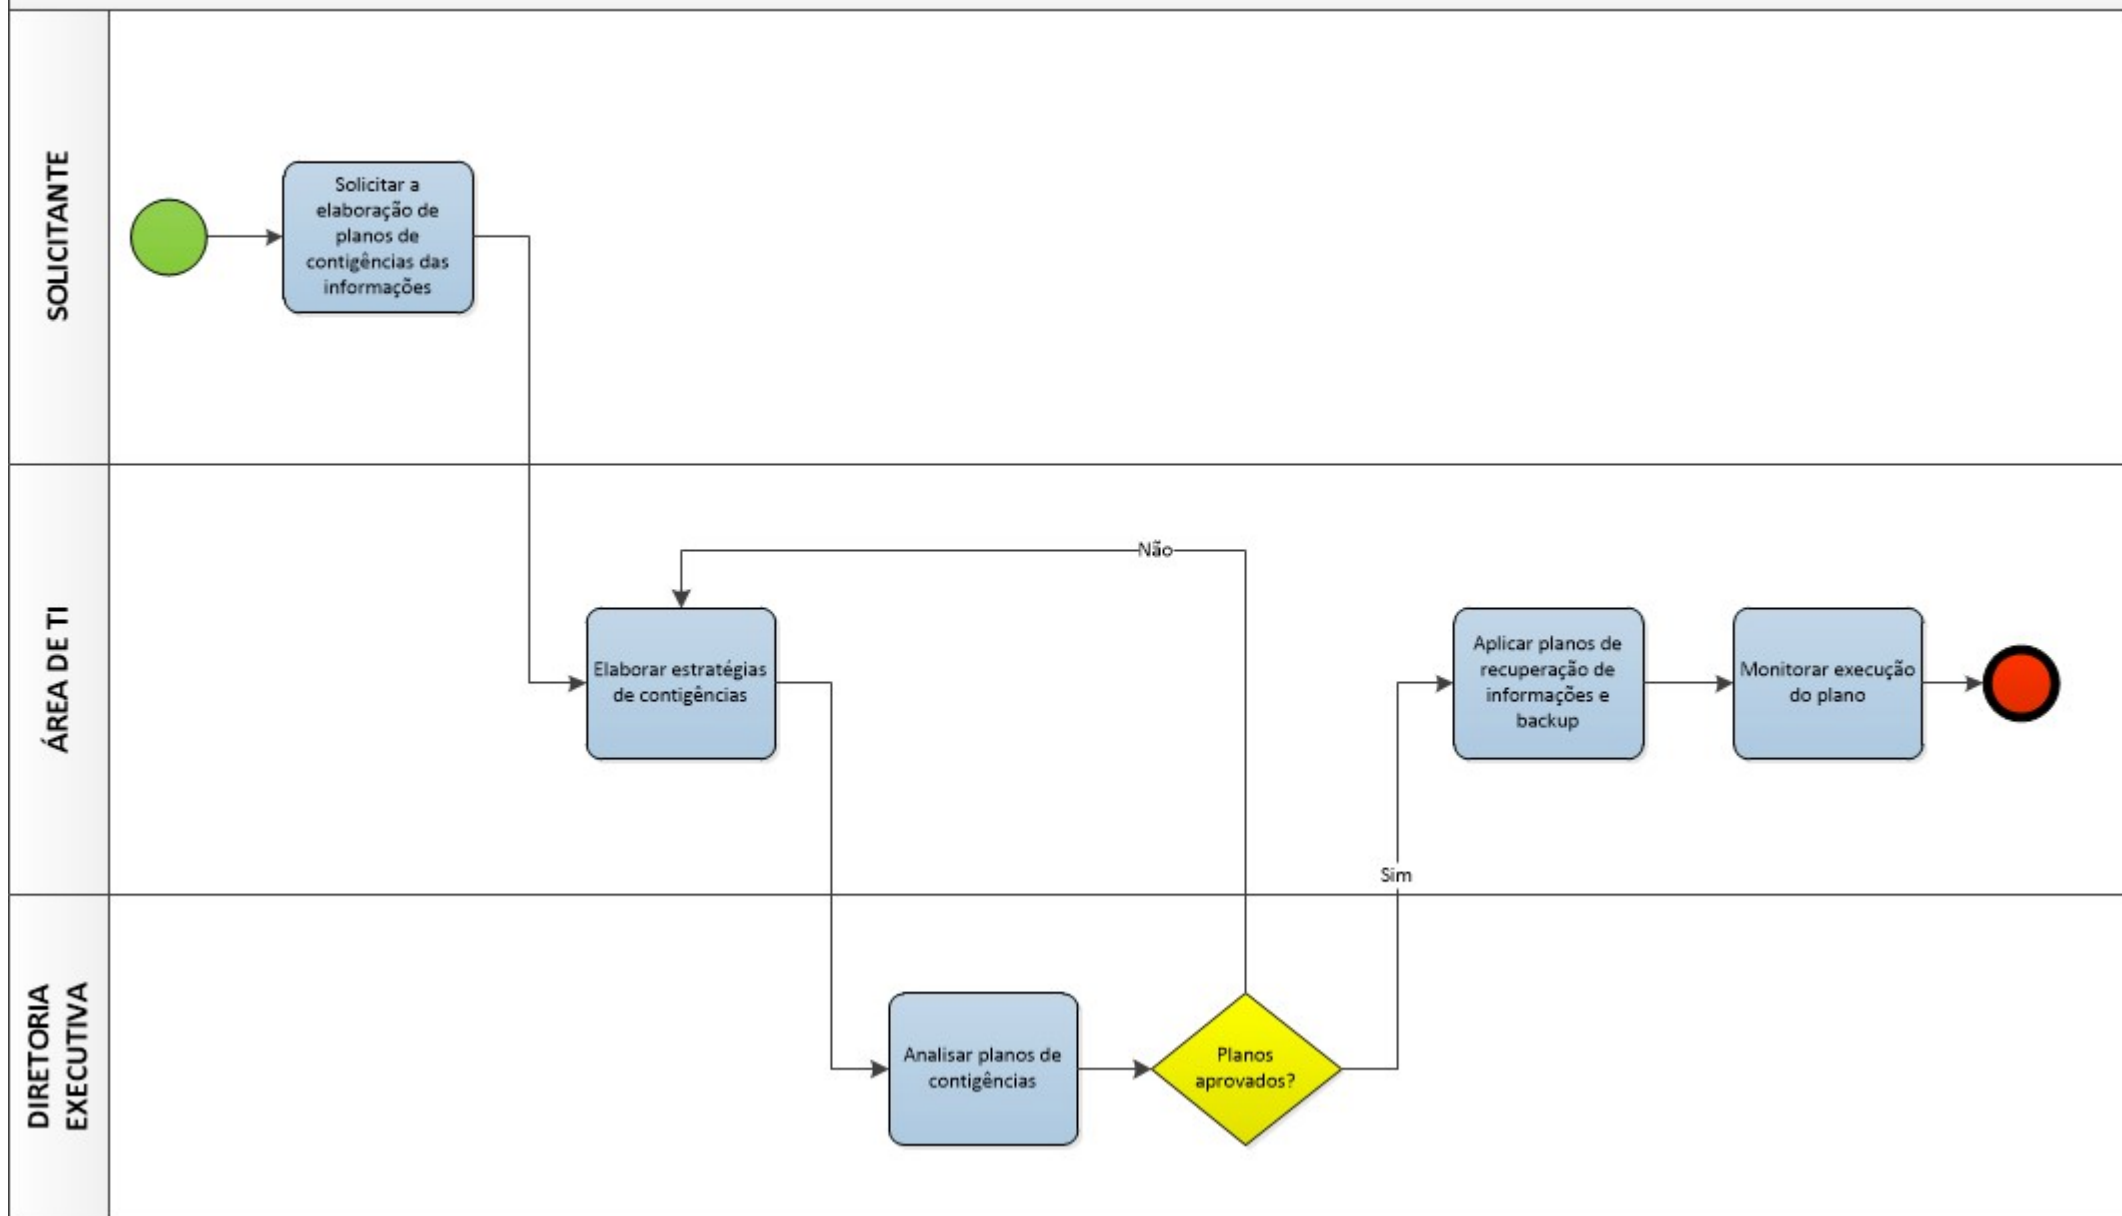 SOLICITANTE
Solicitar a
elaboração de
planos de
contigências das
informações
ÁREA DE TI
Não
Elaborar estratégias
de contigências
Aplicar planos de
recuperação de
informações e
backup
Monitorar execução
do plano
Sim
DIRETORIA
EXECUTIVA
Analisar planos de
contigências
Planos
aprovados?